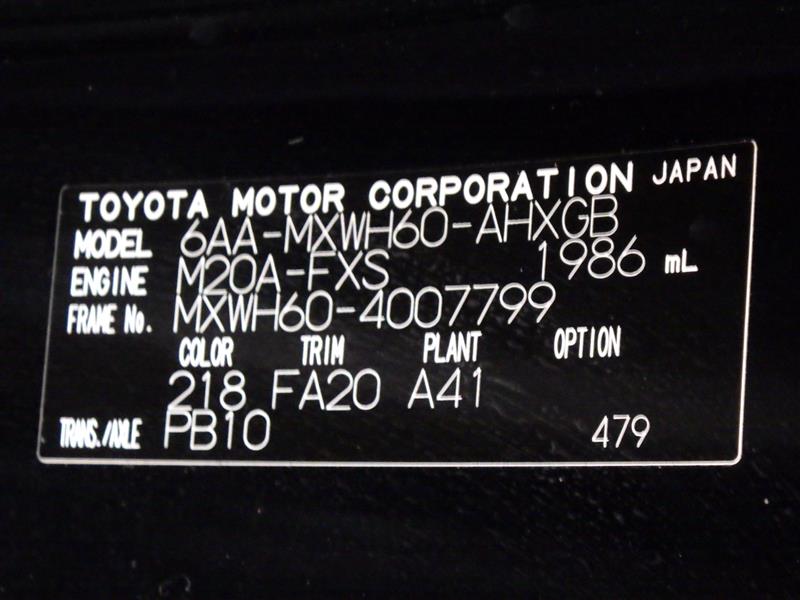 TOYOTA MOTOR CORPORATION JAPAN
MODEL 6AA-MXWH60-AHXGB
ENGINE M20A-FXS 1986 mL
FRAME No. MXWH60-4007799
COLOR TRIM PLANT OPTION
218 FA20 A41
TRANS./AXLE PB10 479